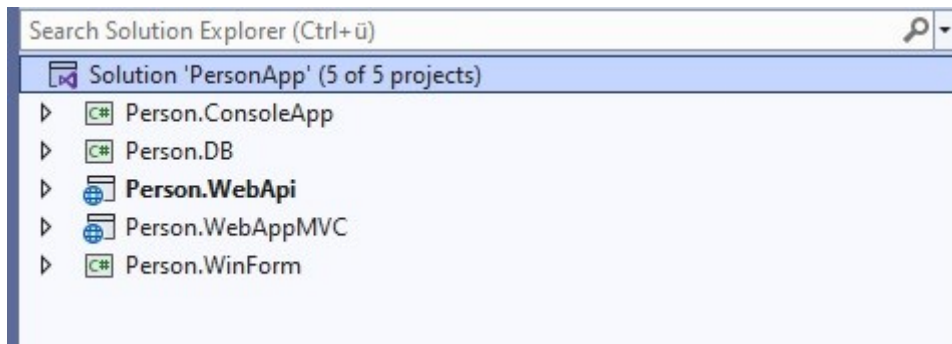 Search Solution Explorer (Ctrl+ü)
Solution 'PersonApp' (5 of 5 projects)
C# Person.ConsoleApp
C# Person.DB
Person.WebApi
Person.WebAppMVC
C# Person.WinForm